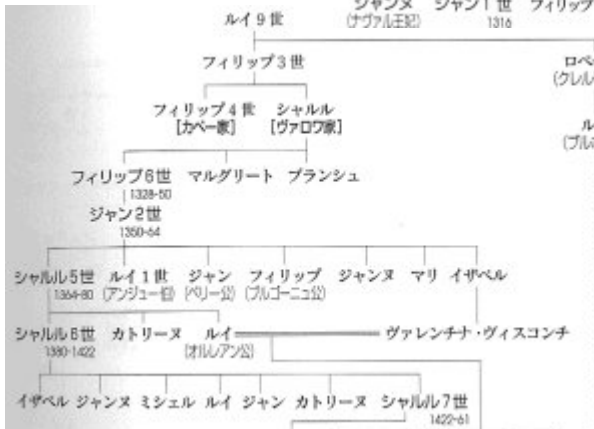 ジャンヌ ジャン1世 フィリップ
(ナヴァル王妃) 1316
ルイ9世
フィリップ3世 ロベ
(クレル
フィリップ4世 シャルル
[カペー家] [ヴァロワ家]
ル
(ブル
フィリップ6世 マルグリート ブランシュ
1328-50
ジャン2世
1350-64
シャルル5世 ルイ1世 ジャン フィリップ ジャンヌ マリ イザベル
1364-80 (アンジュー伯) (ベリー公) (ブルゴーニュ公)
シャルル6世 カトリーヌ ルイ ヴァレンチナ・ヴィスコンチ
1380-1422 (オルレアン公)
イザベル ジャンヌ ミシェル ルイ ジャン カトリーヌ シャルル7世
1422-61